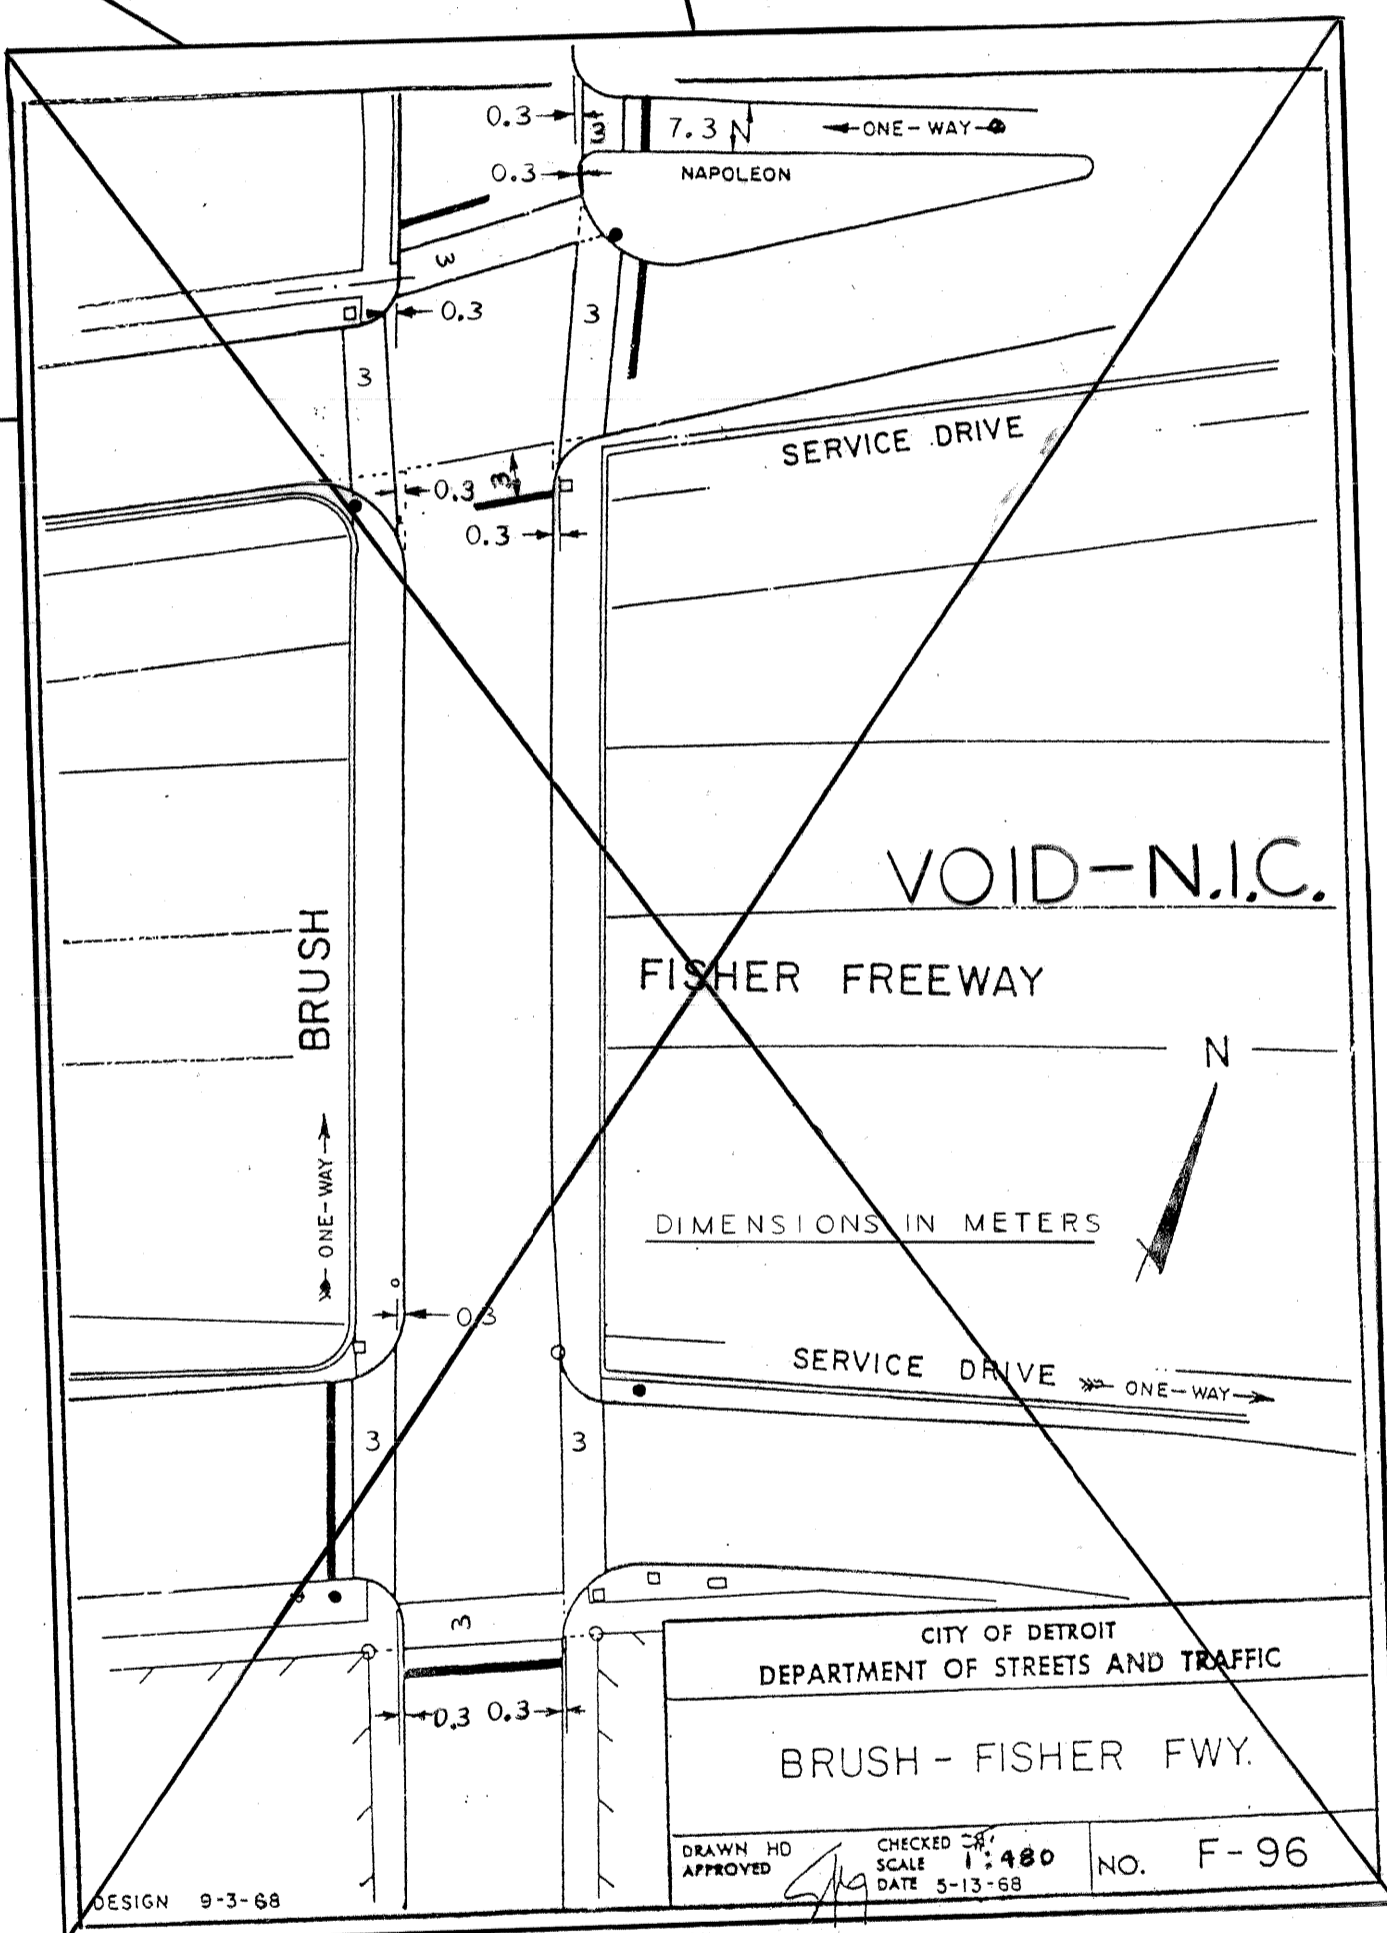 0.3
3
7.3 N
ONE-WAY
0.3
NAPOLEON
3
0.3
3
3
SERVICE DRIVE
0.3
3
0.3
VOID-N.I.C.
FISHER FREEWAY
BRUSH
N
ONE-WAY
DIMENSIONS IN METERS
0.3
SERVICE DRIVE
ONE-WAY
3
3
3
0.3 0.3
CITY OF DETROIT
DEPARTMENT OF STREETS AND TRAFFIC
BRUSH - FISHER FWY.
DRAWN HD
APPROVED
CHECKED
SCALE 1:480
DATE 5-13-68
NO. F-96
DESIGN 9-3-68